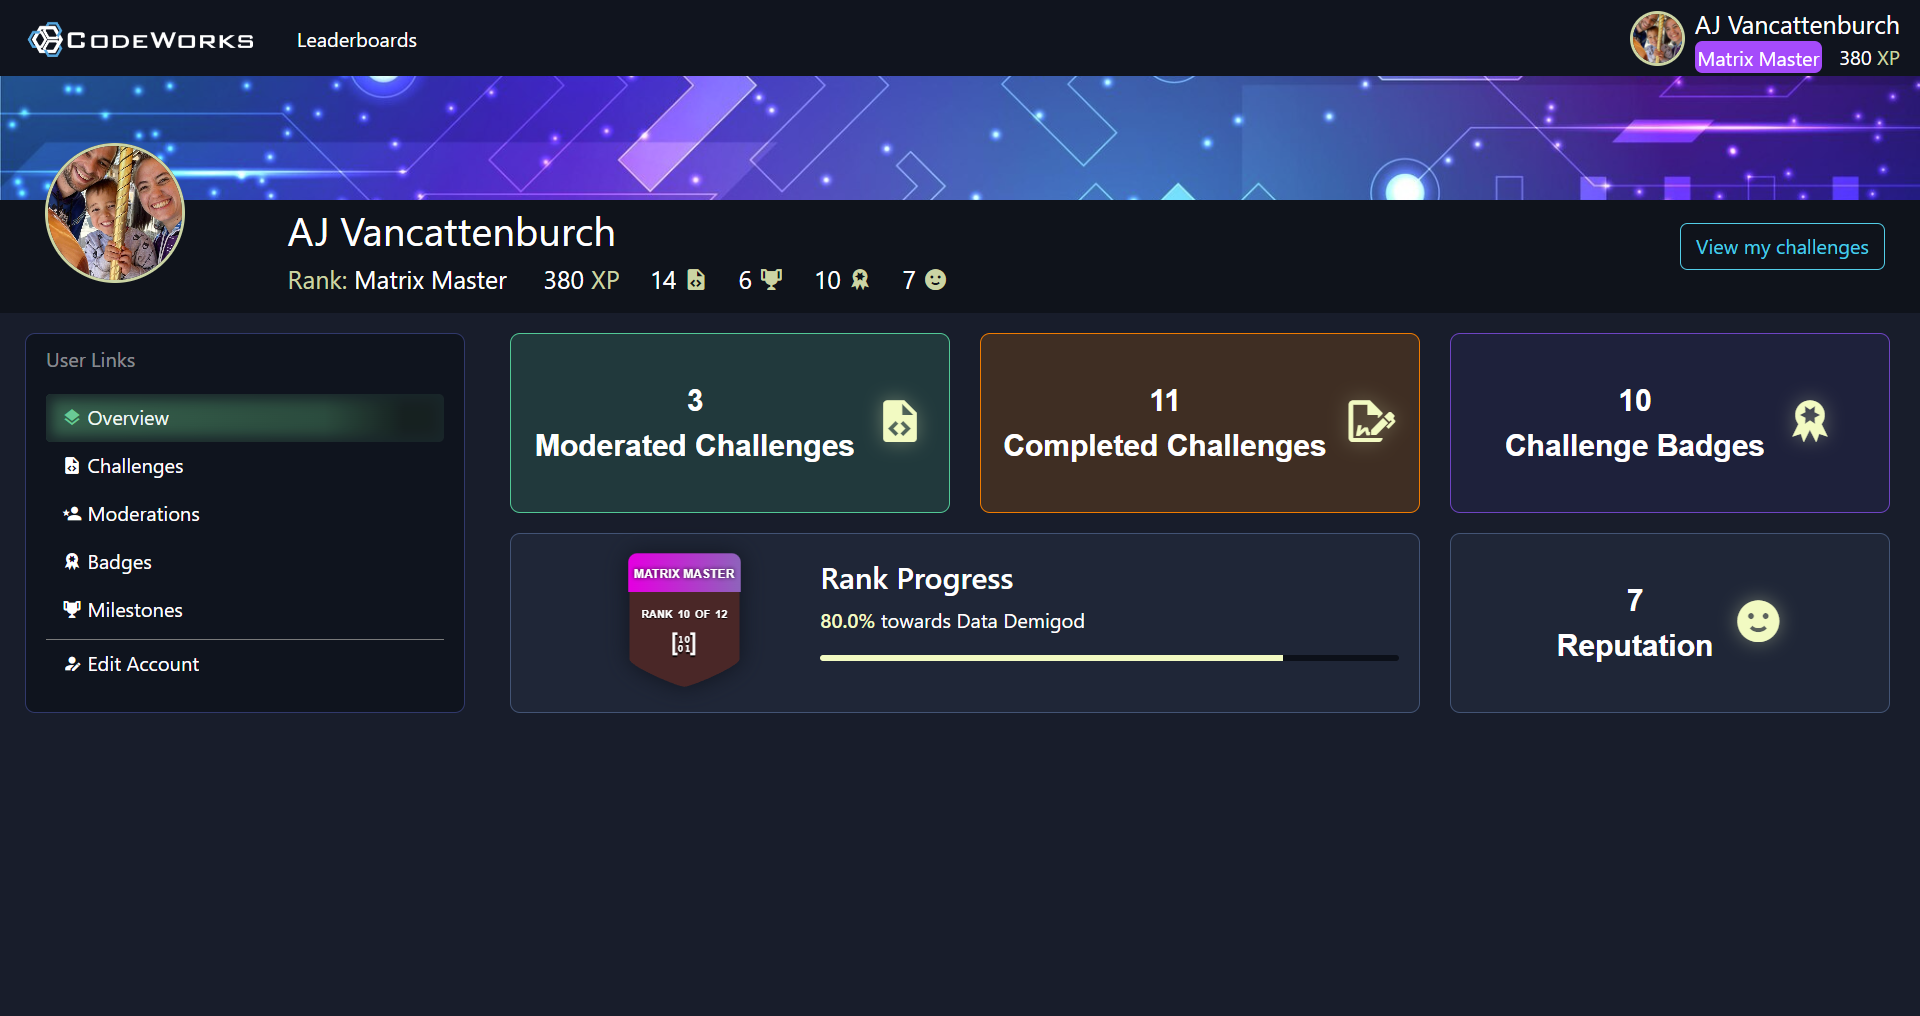 CODEWORKS
Leaderboards
AJ Vancattenburch
Matrix Master 380 XP
AJ Vancattenburch
Rank: Matrix Master 380 XP 14 6 10 7
View my challenges
User Links
Overview
Challenges
Moderations
Badges
Milestones
Edit Account
3
Moderated Challenges
11
Completed Challenges
10
Challenge Badges
MATRIX MASTER
RANK 10 OF 12
[10
01]
Rank Progress
80.0% towards Data Demigod
7
Reputation